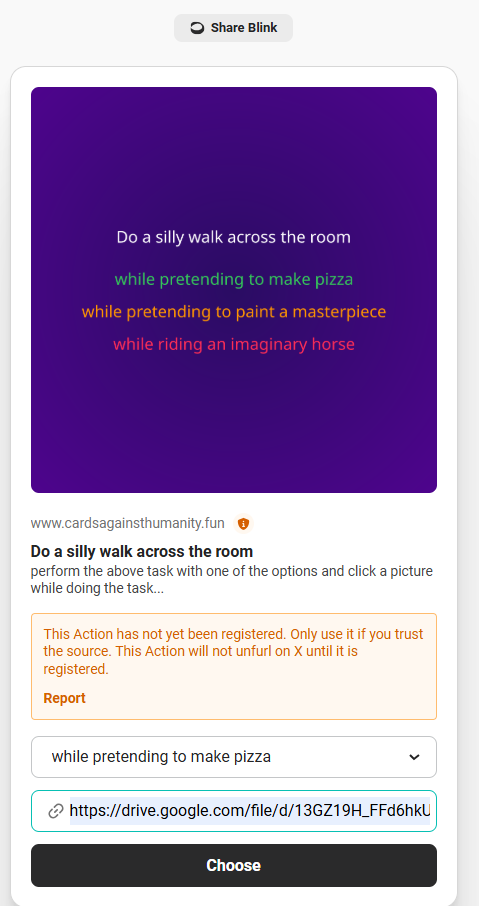 Share Blink
Do a silly walk across the room
while pretending to make pizza
while pretending to paint a masterpiece
while riding an imaginary horse
www.cardsagainsthumanity.fun
Do a silly walk across the room
perform the above task with one of the options and click a picture
while doing the task...
This Action has not yet been registered. Only use it if you trust
the source. This Action will not unfurl on X until it is
registered.
Report
while pretending to make pizza
https://drive.google.com/file/d/13GZ19H_FFd6hkU
Choose